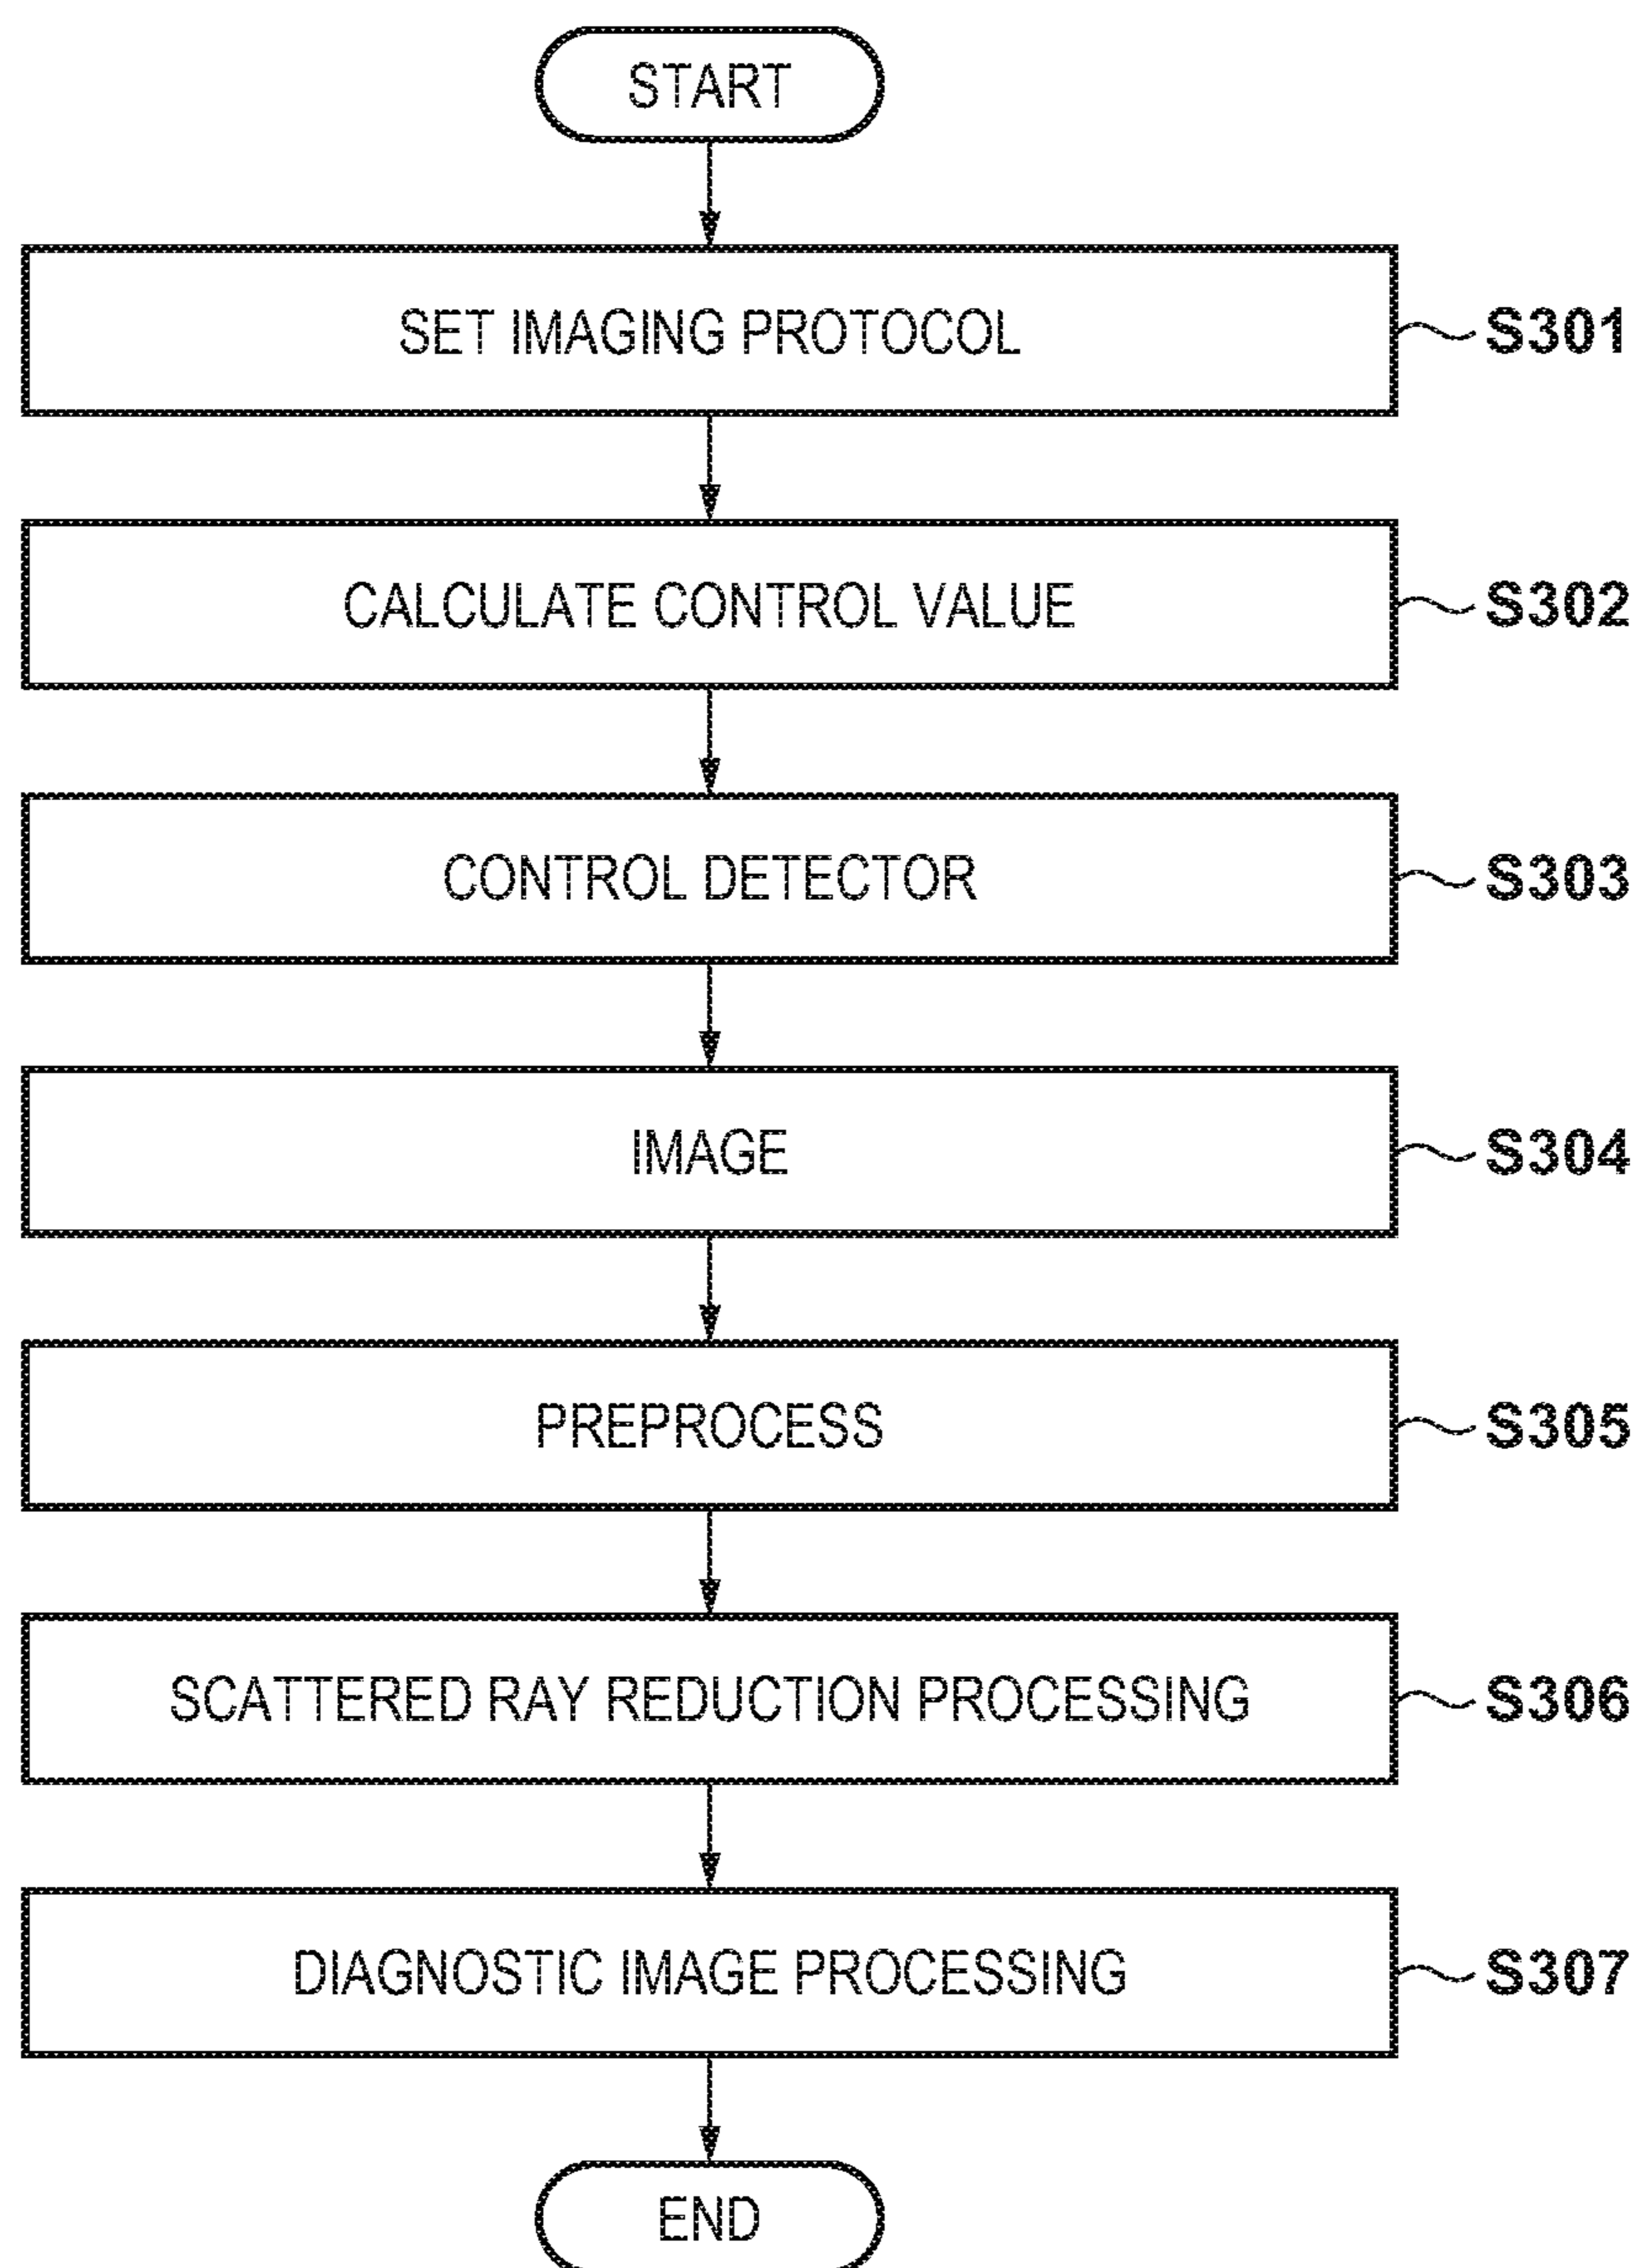 START
SET IMAGING PROTOCOL
S301
CALCULATE CONTROL VALUE
S302
CONTROL DETECTOR
S303
IMAGE
S304
PREPROCESS
S305
SCATTERED RAY REDUCTION PROCESSING
S306
DIAGNOSTIC IMAGE PROCESSING
S307
END